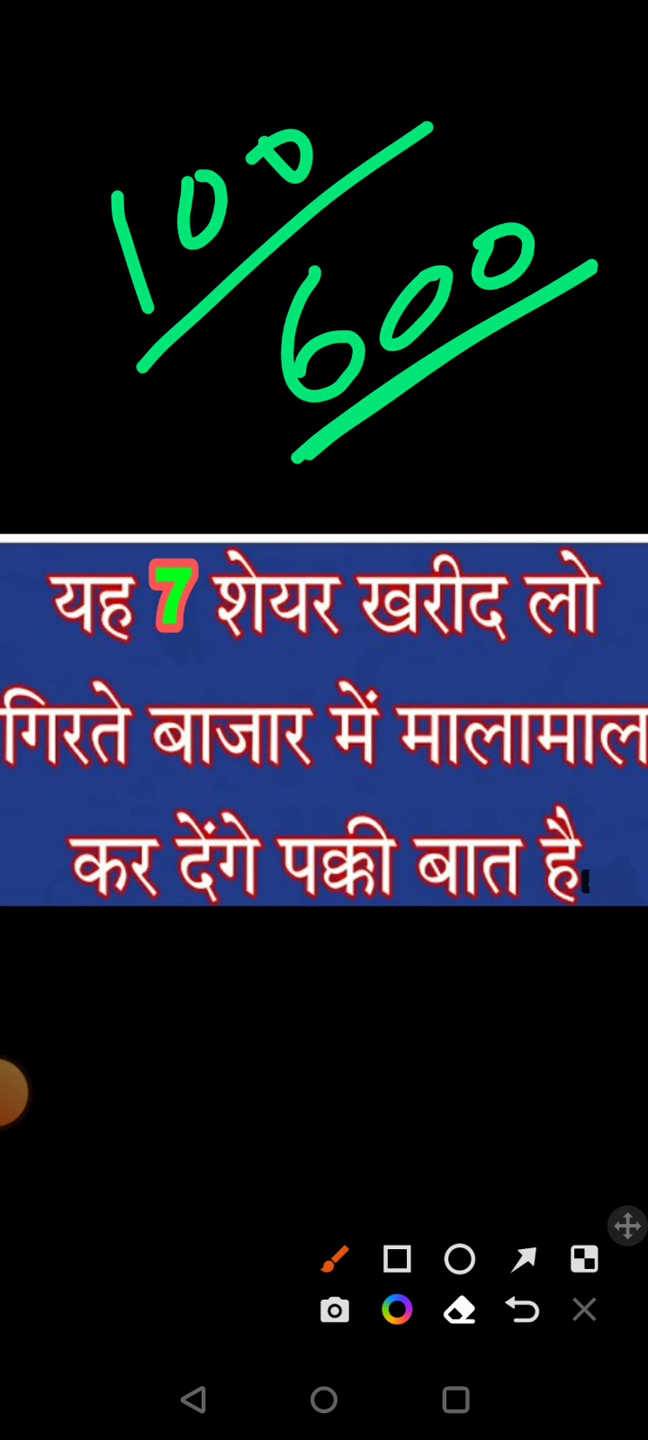 100
600
यह 7 शेयर खरीद लो
गिरते बाजार में मालामाल
कर देंगे पक्की बात है